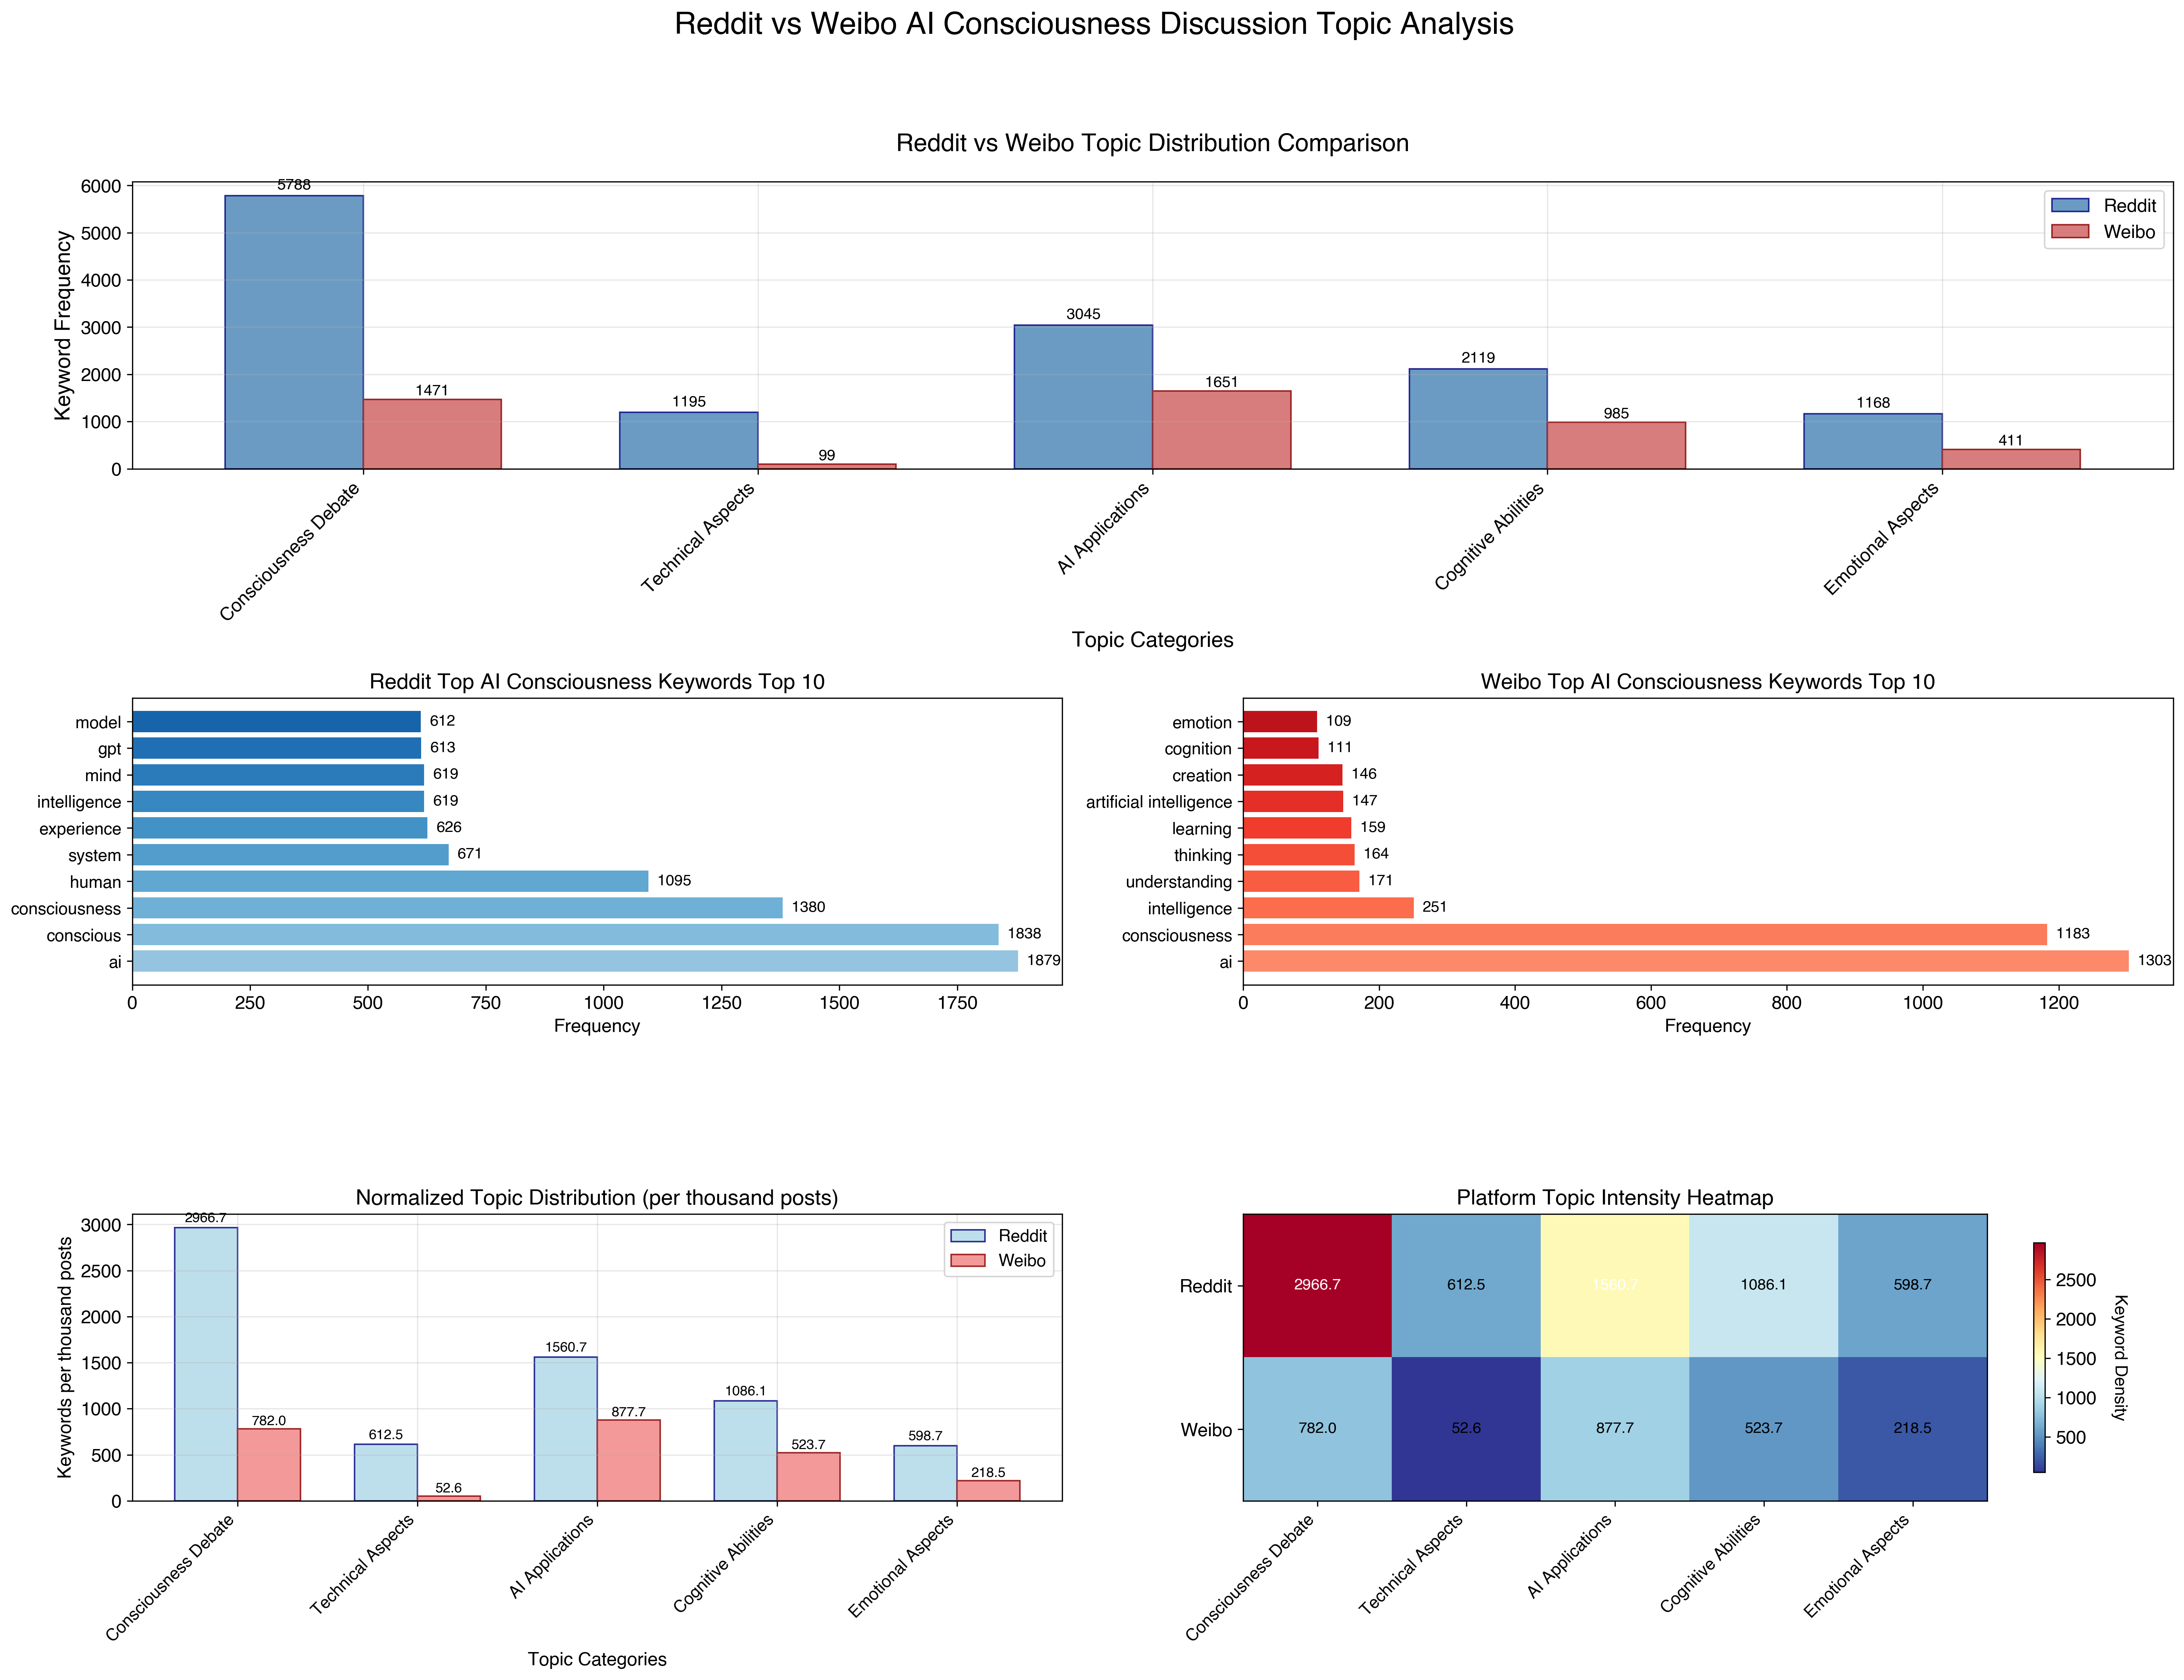 Reddit vs Weibo AI Consciousness Discussion Topic Analysis
Reddit vs Weibo Topic Distribution Comparison
Keyword Frequency
6000
5000
4000
3000
2000
1000
0
5788
1471
1195
99
3045
1651
2119
985
1168
411
Reddit
Weibo
Consciousness Debate
Technical Aspects
AI Applications
Cognitive Abilities
Emotional Aspects
Topic Categories
Reddit Top AI Consciousness Keywords Top 10
model 612
gpt 613
mind 619
intelligence 619
experience 626
system 671
human 1095
consciousness 1380
conscious 1838
ai 1879
0 250 500 750 1000 1250 1500 1750
Frequency
Weibo Top AI Consciousness Keywords Top 10
emotion 109
cognition 111
creation 146
artificial intelligence 147
learning 159
thinking 164
understanding 171
intelligence 251
consciousness 1183
ai 1303
0 200 400 600 800 1000 1200
Frequency
Normalized Topic Distribution (per thousand posts)
Keywords per thousand posts
3000
2500
2000
1500
1000
500
0
2966.7
782.0
612.5
52.6
1560.7
877.7
1086.1
523.7
598.7
218.5
Reddit
Weibo
Consciousness Debate
Technical Aspects
AI Applications
Cognitive Abilities
Emotional Aspects
Topic Categories
Platform Topic Intensity Heatmap
Reddit 2966.7 612.5 1560.7 1086.1 598.7
Weibo 782.0 52.6 877.7 523.7 218.5
Consciousness Debate
Technical Aspects
AI Applications
Cognitive Abilities
Emotional Aspects
2500
2000
1500
1000
500
Keyword Density